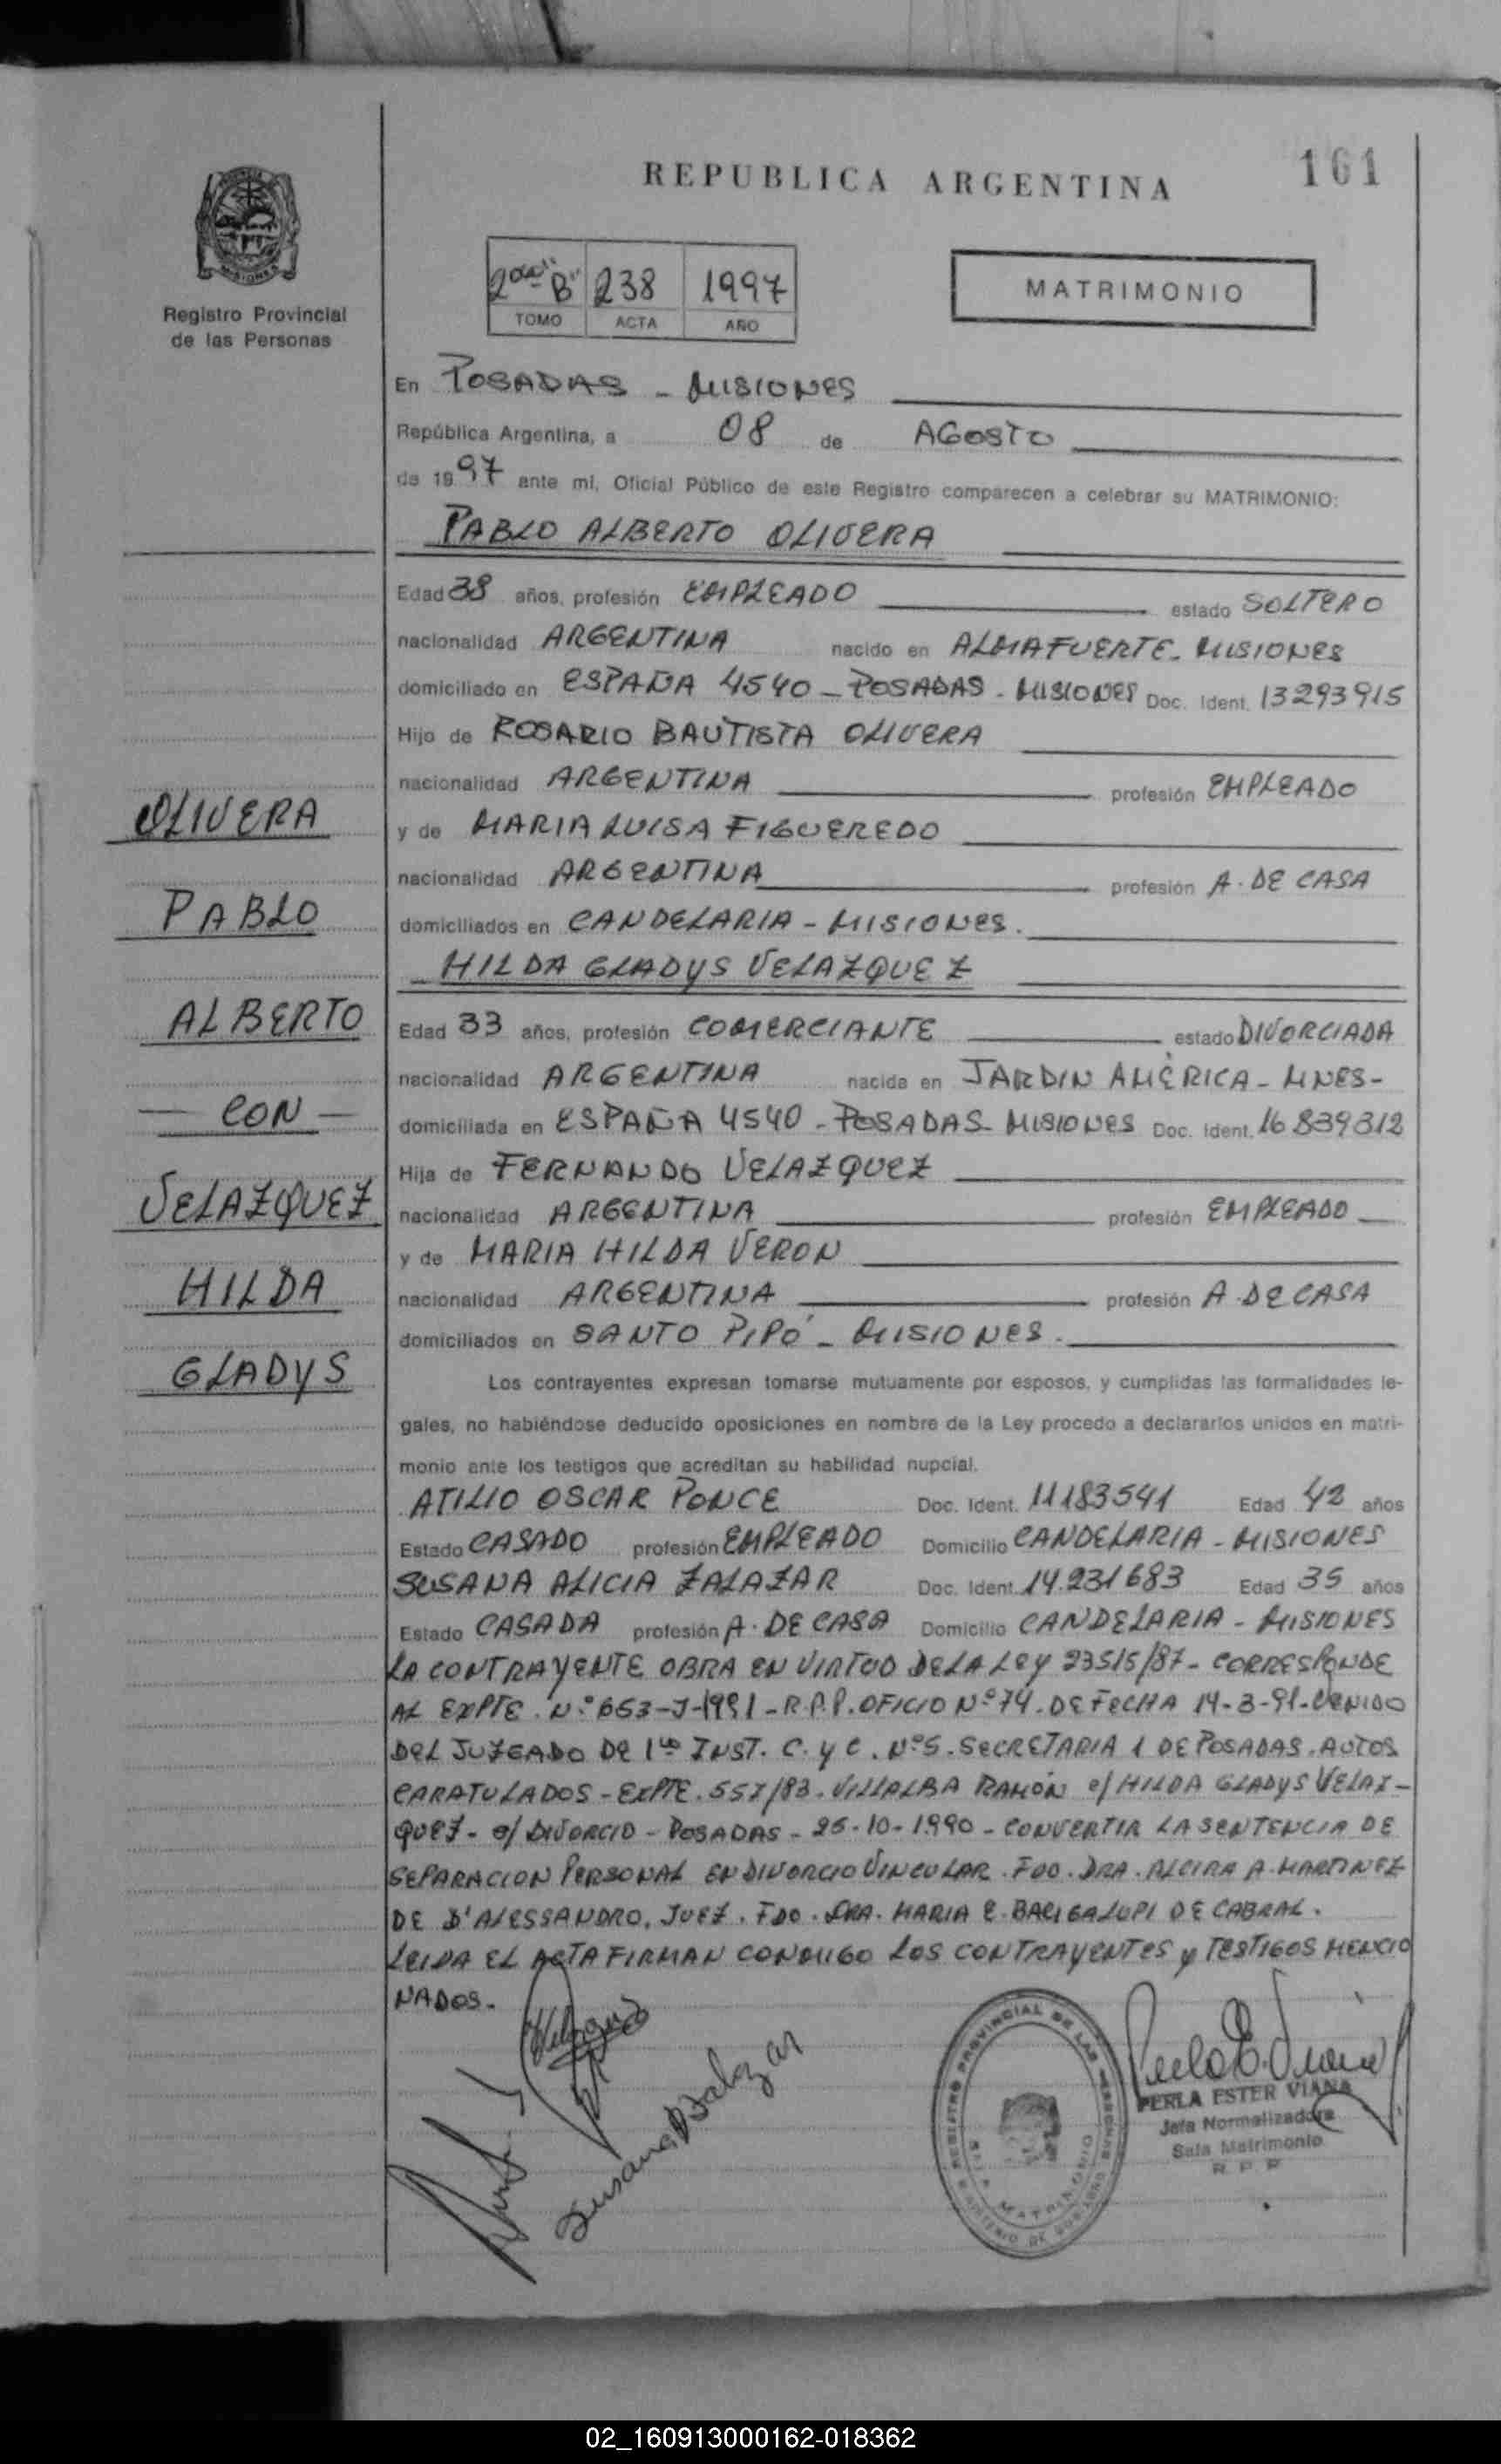 REPUBLICA ARGENTINA
161
Registro Provincial
de las Personas
2do "B" 238 1997
TOMO ACTA AÑO
MATRIMONIO
En POSADAS - MISIONES
República Argentina, a 08 de AGOSTO
de 1997 ante mí, Oficial Público de este Registro comparecen a celebrar su MATRIMONIO:
PABLO ALBERTO OLIVERA
Edad 38 años, profesión EMPLEADO estado SOLTERO
nacionalidad ARGENTINA nacido en ALMAFUERTE - MISIONES
domiciliado en ESPAÑA 4540 - POSADAS - MISIONES Doc. Ident. 13293915
Hijo de ROSARIO BAUTISTA OLIVERA
nacionalidad ARGENTINA profesión EMPLEADO
y de MARIA LUISA FIGUEREDO
nacionalidad ARGENTINA profesión A. DE CASA
domiciliados en CANDELARIA - MISIONES.
HILDA GLADYS VELAZQUEZ
Edad 33 años, profesión COMERCIANTE estado DIVORCIADA
nacionalidad ARGENTINA nacida en JARDIN AMÉRICA - MNES -
domiciliada en ESPAÑA 4540 - POSADAS - MISIONES Doc. Ident. 16839312
Hija de FERNANDO VELAZQUEZ
nacionalidad ARGENTINA profesión EMPLEADO
y de MARIA HILDA VERON
nacionalidad ARGENTINA profesión A. DE CASA
domiciliados en SANTO PIPÓ - MISIONES.
OLIVERA
PABLO
ALBERTO
- CON -
VELAZQUEZ
HILDA
GLADYS
Los contrayentes expresan tomarse mutuamente por esposos, y cumplidas las formalidades le-
gales, no habiéndose deducido oposiciones en nombre de la Ley procedo a declararlos unidos en matri-
monio ante los testigos que acreditan su habilidad nupcial.
ATILIO OSCAR PONCE Doc. Ident. 11183541 Edad 42 años
Estado CASADO profesión EMPLEADO Domicilio CANDELARIA - MISIONES
SUSANA ALICIA ZALAZAR Doc. Ident. 14.231683 Edad 35 años
Estado CASADA profesión A. DE CASA Domicilio CANDELARIA - MISIONES
LA CONTRAYENTE OBRA EN VIRTUD DE LA LEY 23515/87 - CORRESPONDE
AL EXPTE. N° 653-J-1991 - R.P.P. OFICIO N° 74. DE FECHA 14-3-91 - VENIDO
DEL JUZGADO DE 1ra INST. C. y C. N° 5. SECRETARIA 1 DE POSADAS. AUTOS
CARATULADOS - EXPTE. 557/83. VILLALBA RAMÓN c/ HILDA GLADYS VELAZ-
QUEZ - s/ DIVORCIO - POSADAS - 26-10-1990 - CONVERTIR LA SENTENCIA DE
SEPARACION PERSONAL EN DIVORCIO VINCULAR. FDO. DRA. ALCIRA A. MARTINEZ
DE D'ALESSANDRO. JUEZ. FDO. DRA. MARIA E. BARIGALUPI DE CABRAL.
LEIDA EL ACTA FIRMAN CONMIGO LOS CONTRAYENTES y TESTIGOS MENCIO
NADOS.
Susana Zalazar
REGISTRO PROVINCIAL DE LAS PERSONAS
SALA MATRIMONIO
MINISTERIO DE GOBIERNO
PERLA ESTER VIANA
Jefa Normalizadora
Sala Matrimonio
R P P
02_160913000162-018362